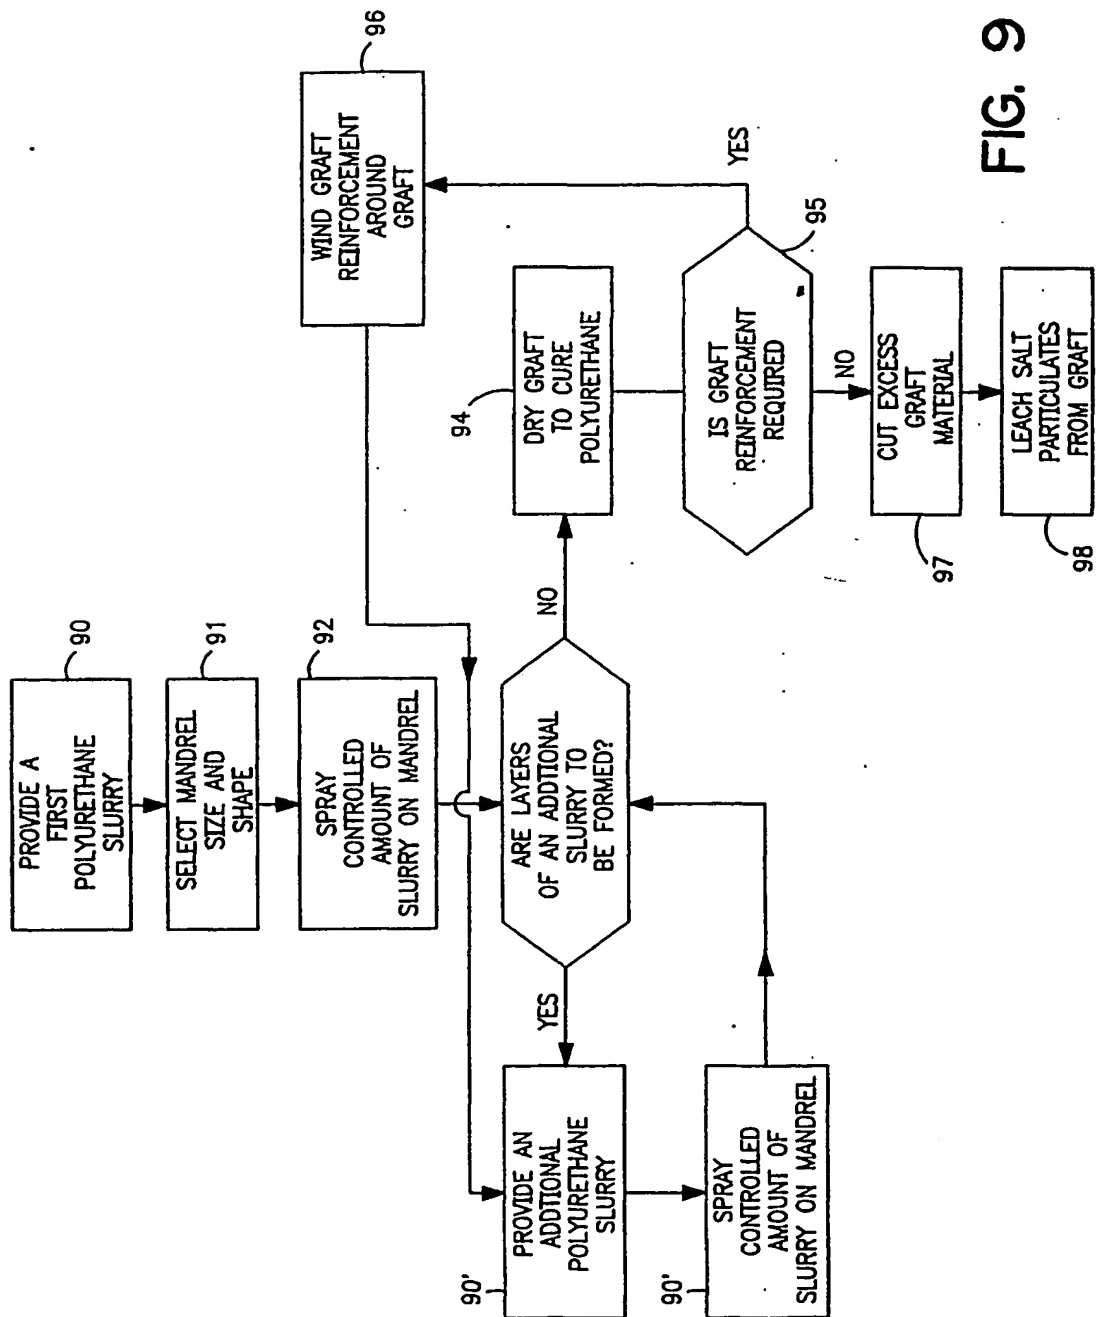 90
PROVIDE A
FIRST
POLYURETHANE
SLURRY
91
SELECT MANDREL
SIZE AND
SHAPE
92
SPRAY
CONTROLLED
AMOUNT OF
SLURRY ON MANDREL
ARE LAYERS
OF AN ADDTIONAL
SLURRY TO
BE FORMED?
YES
NO
90'
PROVIDE AN
ADDTIONAL
POLYURETHANE
SLURRY
90'
SPRAY
CONTROLLED
AMOUNT OF
SLURRY ON MANDREL
94
DRY GRAFT
TO CURE
POLYURETHANE
95
IS GRAFT
REINFORCEMENT
REQUIRED
YES
NO
96
WIND GRAFT
REINFORCEMENT
AROUND
GRAFT
97
CUT EXCESS
GRAFT
MATERIAL
98
LEACH SALT
PARTICULATES
FROM GRAFT
FIG. 9